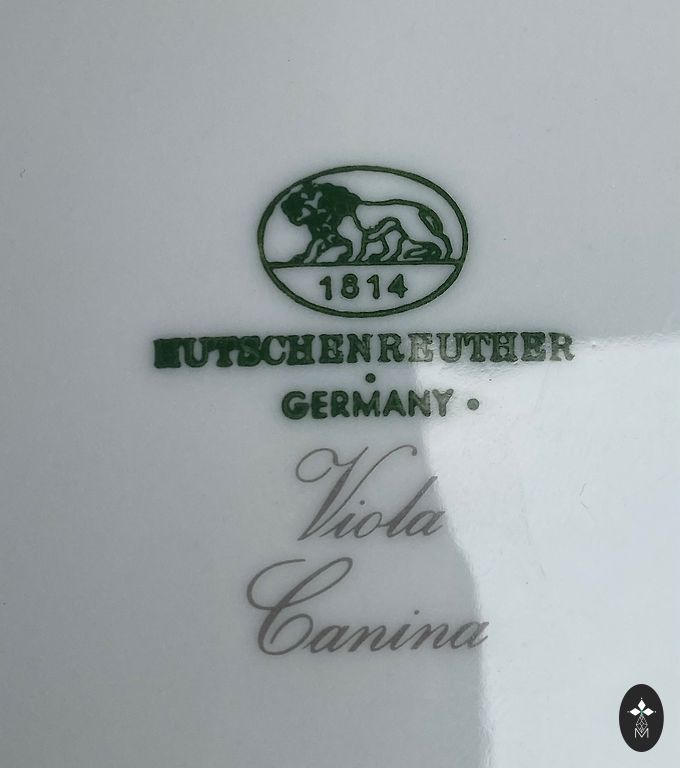 1814
HUTSCHENREUTHER
GERMANY
Viola
Canina
M